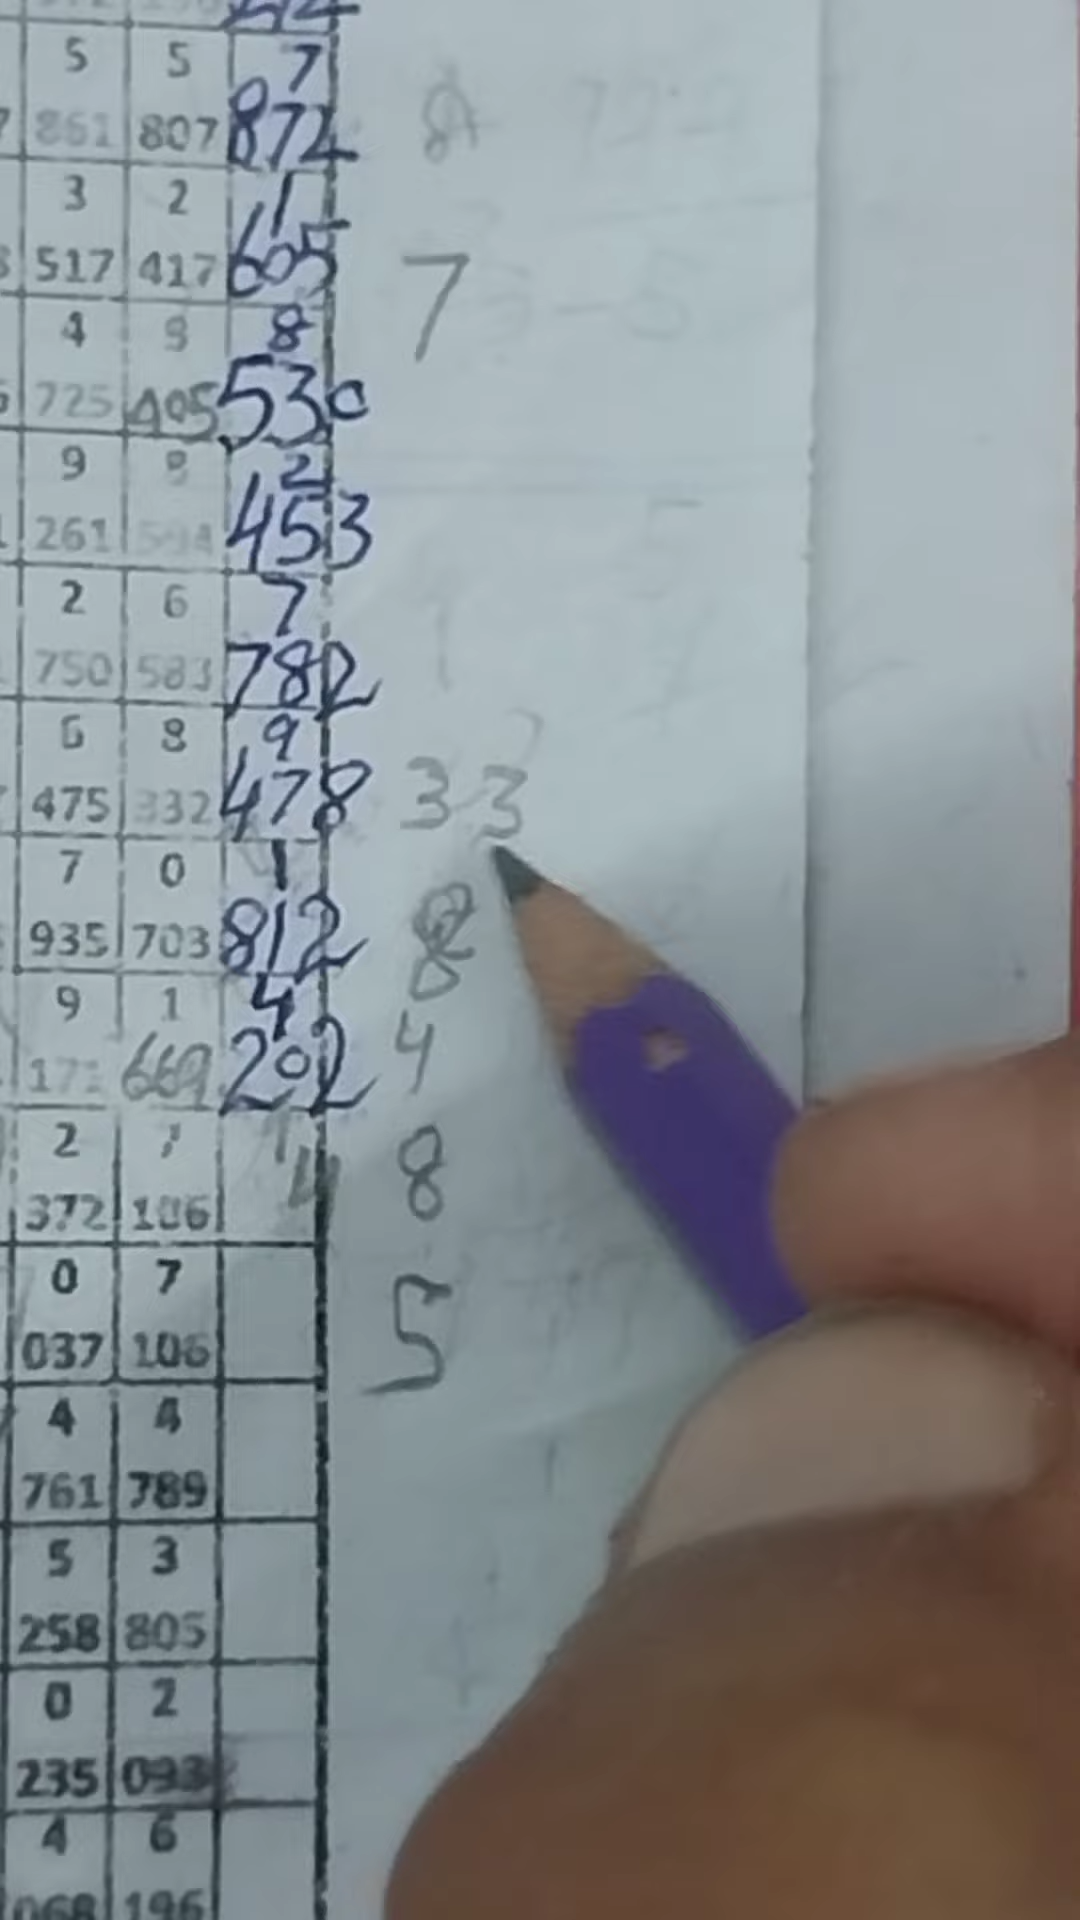 5 5 7
861 807 872
3 2 1
517 417 605 7
4 9 8
725 405 530
9 8 2
261 453
2 6 7
750 583 782
6 8 9
475 332 478 33
7 0 1
935 703 812 8
9 1 4
669 202 4
2 7
372 106 8
0 7
037 106 5
4 4
761 789
5 3
258 805
0 2
235 093
4 6
068 196